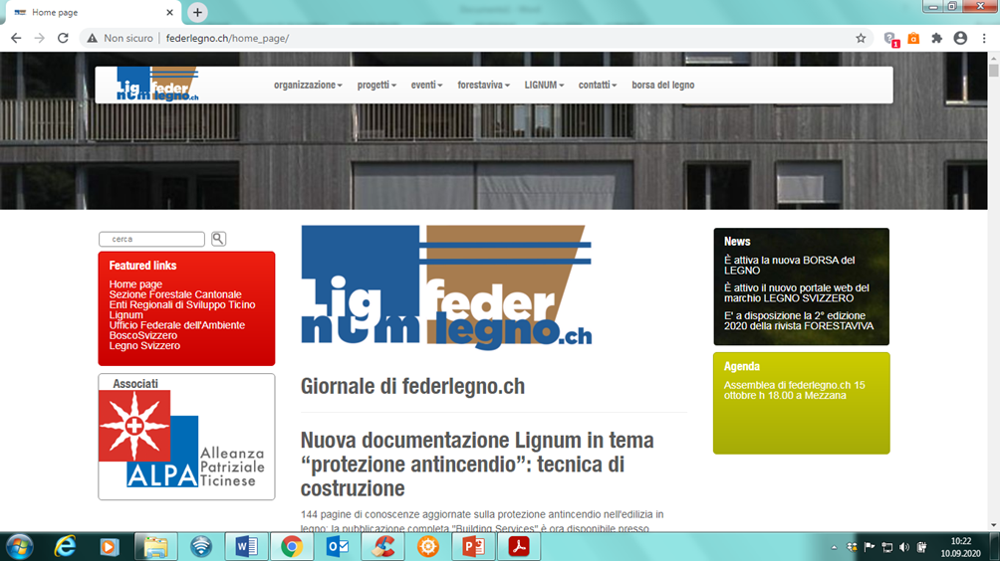 Home page
Non sicuro | federlegno.ch/home_page/
1
Lig feder
num legno.ch
organizzazione progetti eventi forestaviva LIGNUM contatti borsa del legno
cerca
Featured links
Home page
Sezione Forestale Cantonale
Enti Regionali di Sviluppo Ticino
Lignum
Ufficio Federale dell'Ambiente
BoscoSvizzero
Legno Svizzero
Associati
ALPA
Alleanza
Patriziale
Ticinese
Lig feder
num legno.ch
Giornale di federlegno.ch
Nuova documentazione Lignum in tema
“protezione antincendio”: tecnica di
costruzione
144 pagine di conoscenze aggiornate sulla protezione antincendio nell'edilizia in
legno: la pubblicazione completa "Building Services" è ora disponibile presso
News
È attiva la nuova BORSA del
LEGNO
È attivo il nuovo portale web del
marchio LEGNO SVIZZERO
E' a disposizione la 2° edizione
2020 della rivista FORESTAVIVA
Agenda
Assemblea di federlegno.ch 15
ottobre h 18.00 a Mezzana
10:22
10.09.2020